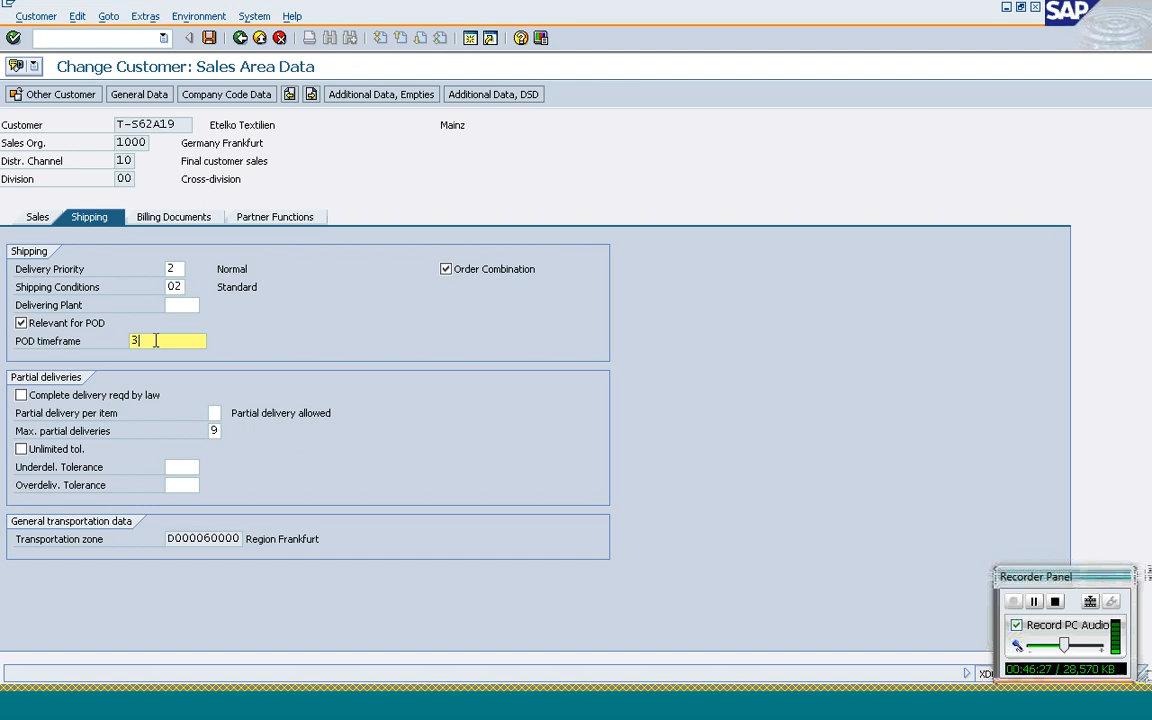 Customer Edit Goto Extras Environment System Help
SAP
Change Customer: Sales Area Data
Other Customer General Data Company Code Data Additional Data, Empties Additional Data, DSD
Customer T-S62A19 Etelko Textilien Mainz
Sales Org. 1000 Germany Frankfurt
Distr. Channel 10 Final customer sales
Division 00 Cross-division
Sales Shipping Billing Documents Partner Functions
Shipping
Delivery Priority 2 Normal Order Combination
Shipping Conditions 02 Standard
Delivering Plant
Relevant for POD
POD timeframe 3
Partial deliveries
Complete delivery reqd by law
Partial delivery per item Partial delivery allowed
Max. partial deliveries 9
Unlimited tol.
Underdel. Tolerance
Overdeliv. Tolerance
General transportation data
Transportation zone D000060000 Region Frankfurt
Recorder Panel
Record PC Audio
00:46:27 / 28,570 KB